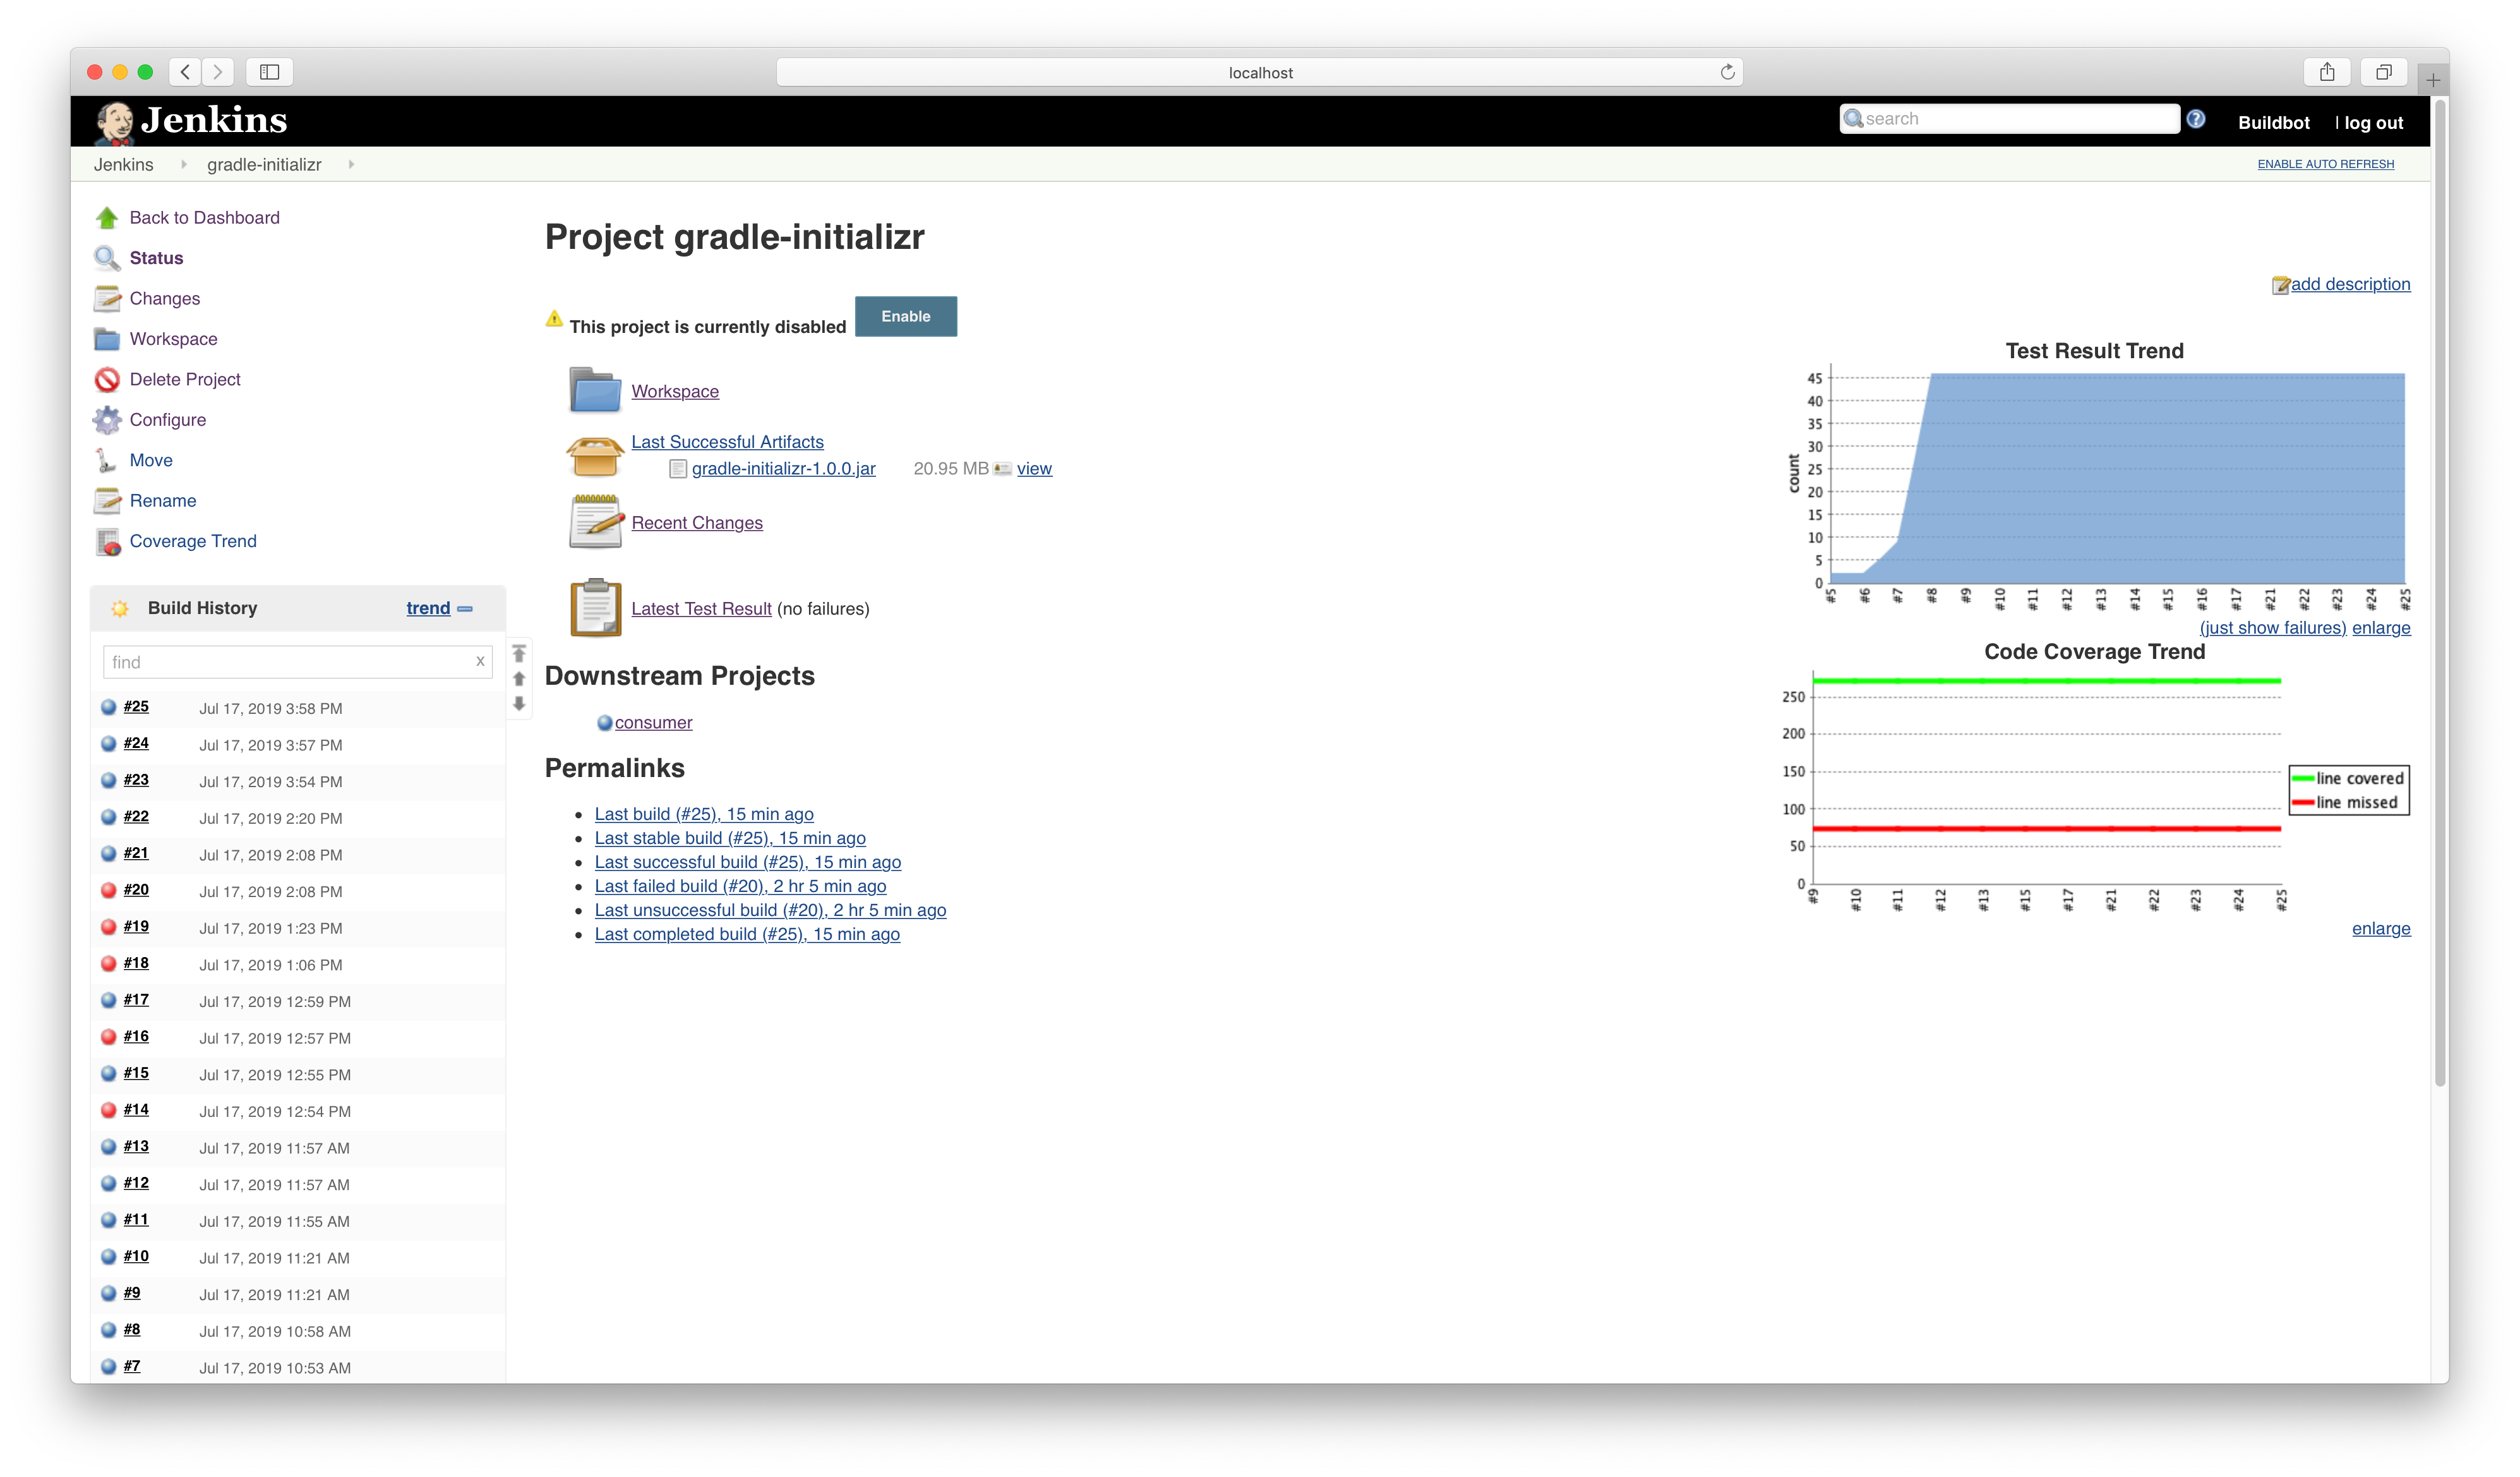 localhost
Jenkins
search
Buildbot
| log out
Jenkins
gradle-initializr
ENABLE AUTO REFRESH
Back to Dashboard
Status
Changes
Workspace
Delete Project
Configure
Move
Rename
Coverage Trend
Build History
trend
find
x
#25 Jul 17, 2019 3:58 PM
#24 Jul 17, 2019 3:57 PM
#23 Jul 17, 2019 3:54 PM
#22 Jul 17, 2019 2:20 PM
#21 Jul 17, 2019 2:08 PM
#20 Jul 17, 2019 2:08 PM
#19 Jul 17, 2019 1:23 PM
#18 Jul 17, 2019 1:06 PM
#17 Jul 17, 2019 12:59 PM
#16 Jul 17, 2019 12:57 PM
#15 Jul 17, 2019 12:55 PM
#14 Jul 17, 2019 12:54 PM
#13 Jul 17, 2019 11:57 AM
#12 Jul 17, 2019 11:57 AM
#11 Jul 17, 2019 11:55 AM
#10 Jul 17, 2019 11:21 AM
#9 Jul 17, 2019 11:21 AM
#8 Jul 17, 2019 10:58 AM
#7 Jul 17, 2019 10:53 AM
Project gradle-initializr
add description
This project is currently disabled
Enable
Workspace
Last Successful Artifacts
gradle-initializr-1.0.0.jar 20.95 MB view
Recent Changes
Latest Test Result (no failures)
Downstream Projects
consumer
Permalinks
Last build (#25), 15 min ago
Last stable build (#25), 15 min ago
Last successful build (#25), 15 min ago
Last failed build (#20), 2 hr 5 min ago
Last unsuccessful build (#20), 2 hr 5 min ago
Last completed build (#25), 15 min ago
Test Result Trend
count
45
40
35
30
25
20
15
10
5
0
#5 #6 #7 #8 #9 #10 #11 #12 #13 #14 #15 #16 #17 #21 #22 #23 #24 #25
(just show failures) enlarge
Code Coverage Trend
250
200
150
100
50
0
#9 #10 #11 #12 #13 #15 #17 #21 #22 #23 #24 #25
line covered
line missed
enlarge